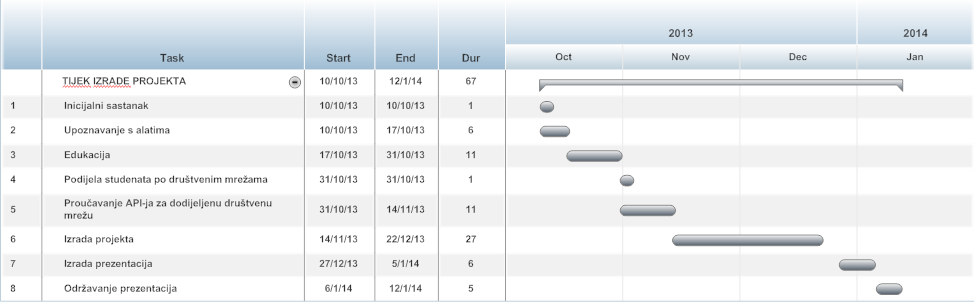 2013 2014
Task Start End Dur Oct Nov Dec Jan
TIJEK IZRADE PROJEKTA 10/10/13 12/1/14 67
1 Inicijalni sastanak 10/10/13 10/10/13 1
2 Upoznavanje s alatima 10/10/13 17/10/13 6
3 Edukacija 17/10/13 31/10/13 11
4 Podijela studenata po društvenim mrežama 31/10/13 31/10/13 1
5 Proučavanje API-ja za dodijeljenu društvenu
mrežu 31/10/13 14/11/13 11
6 Izrada projekta 14/11/13 22/12/13 27
7 Izrada prezentacija 27/12/13 5/1/14 6
8 Održavanje prezentacija 6/1/14 12/1/14 5